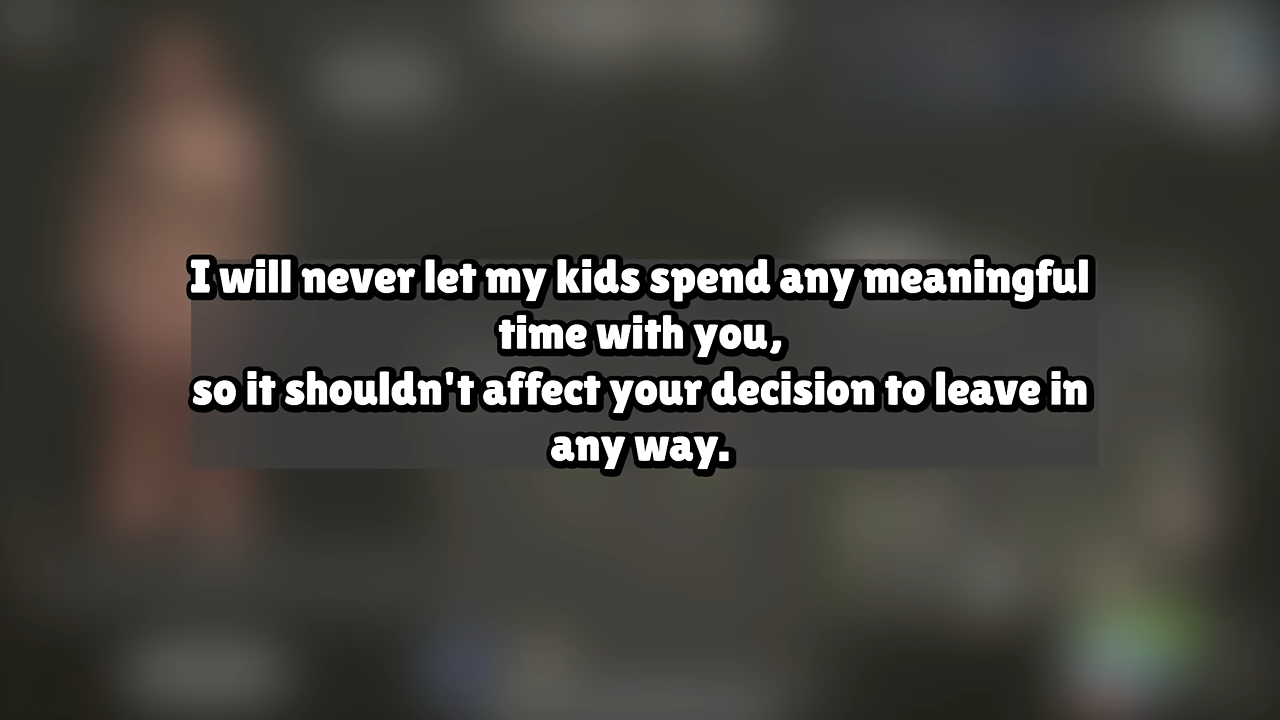 I will never let my kids spend any meaningful
time with you,
so it shouldn't affect your decision to leave in
any way.